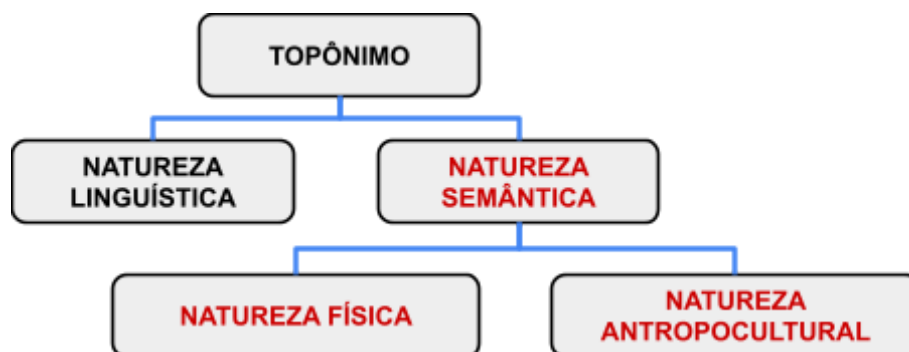 TOPÔNIMO
NATUREZA
LINGUÍSTICA
NATUREZA
SEMÂNTICA
NATUREZA FÍSICA
NATUREZA
ANTROPOCULTURAL